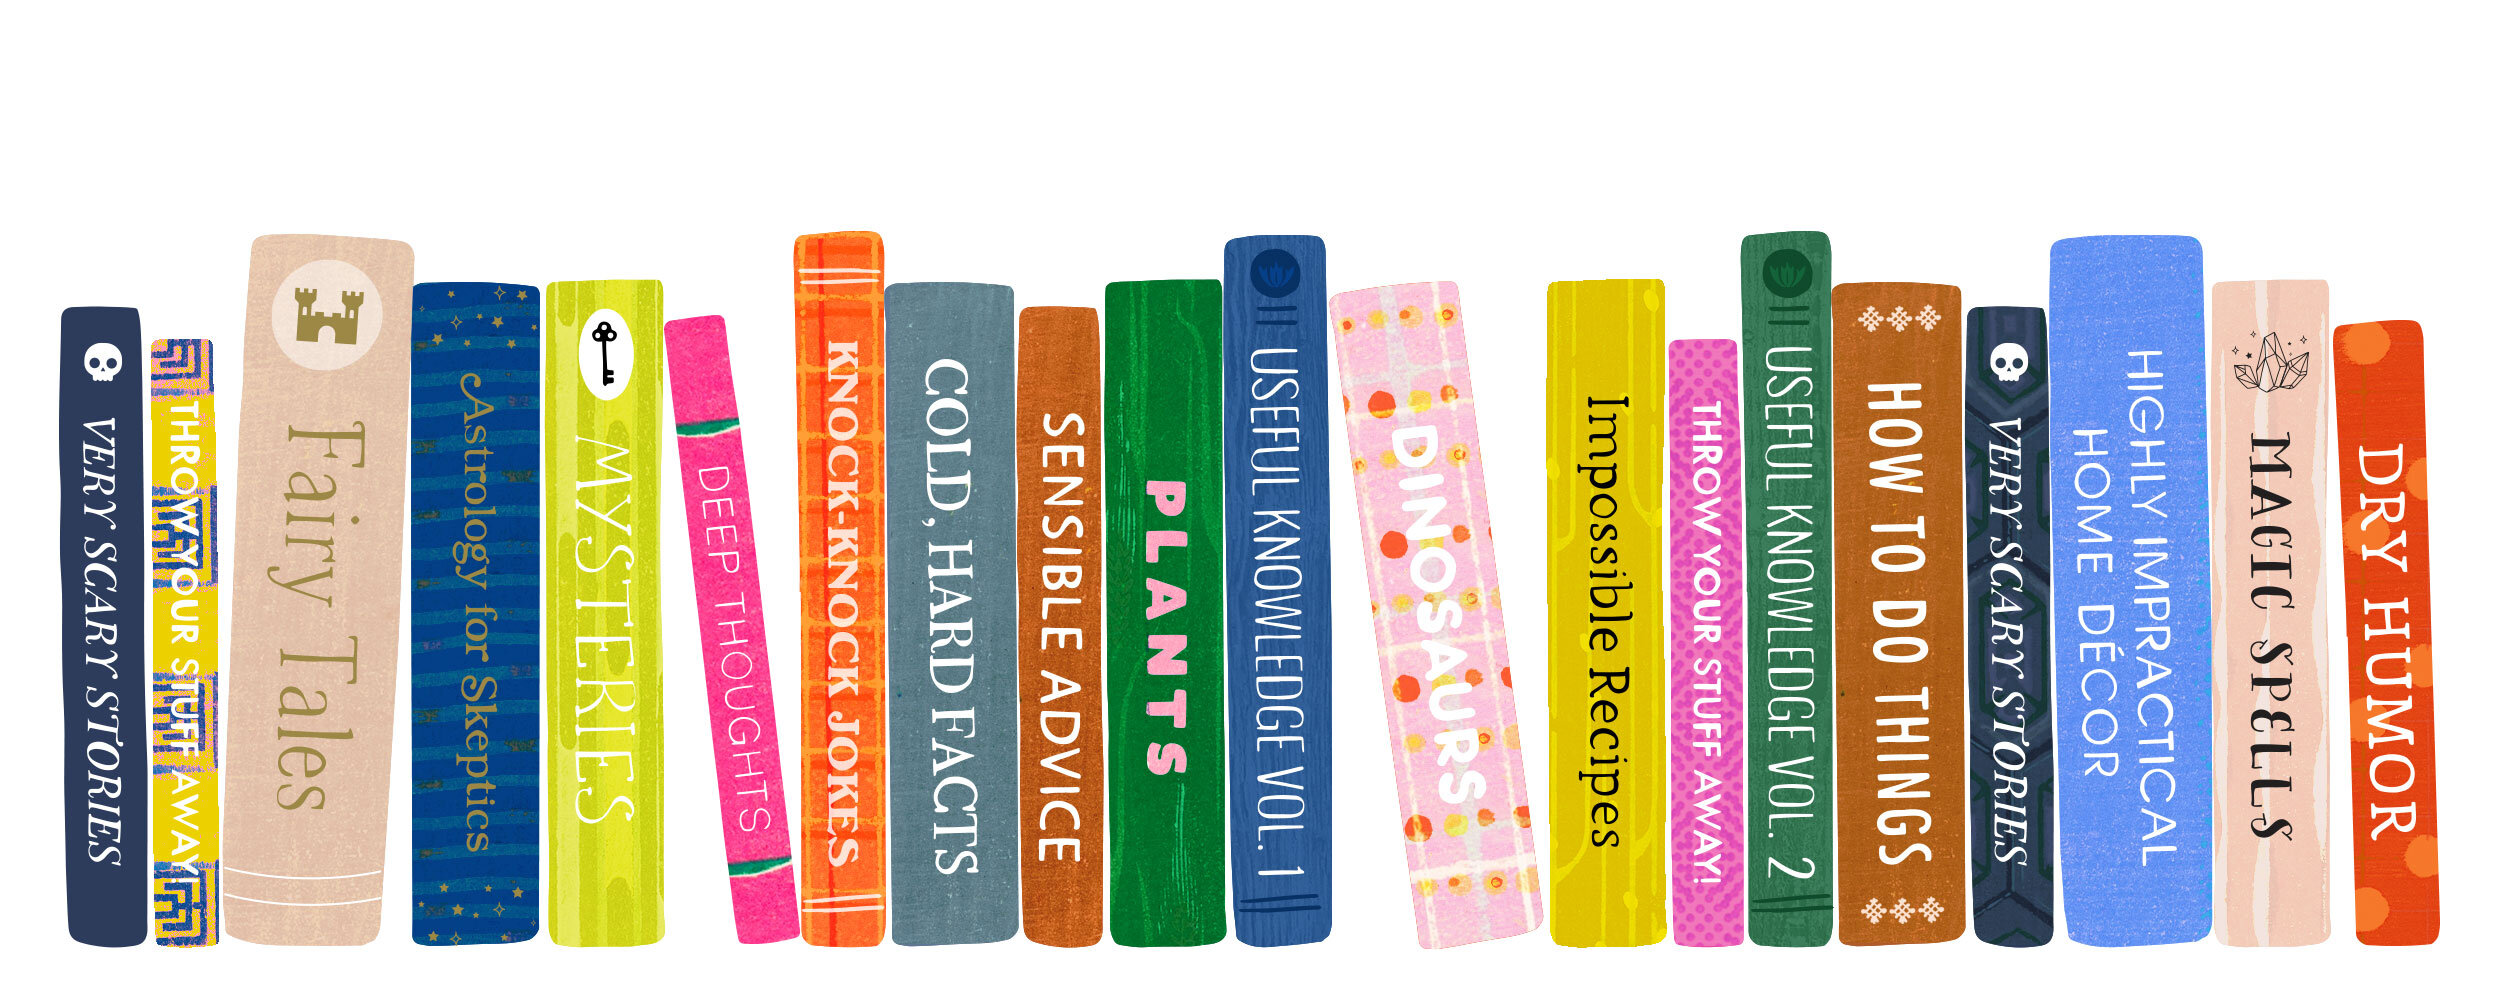 VERY SCARY STORIES
THROW YOUR STUFF AWAY!
Fairy Tales
Astrology for Skeptics
MYSTERIES
DEEP THOUGHTS
KNOCK-KNOCK JOKES
COLD, HARD FACTS
SENSIBLE ADVICE
PLANTS
USEFUL KNOWLEDGE VOL. 1
DINOSAURS
Impossible Recipes
THROW YOUR STUFF AWAY!
USEFUL KNOWLEDGE VOL. 2
HOW TO DO THINGS
VERY SCARY STORIES
HIGHLY IMPRACTICAL
HOME DÉCOR
MAGIC SPELLS
DRY HUMOR